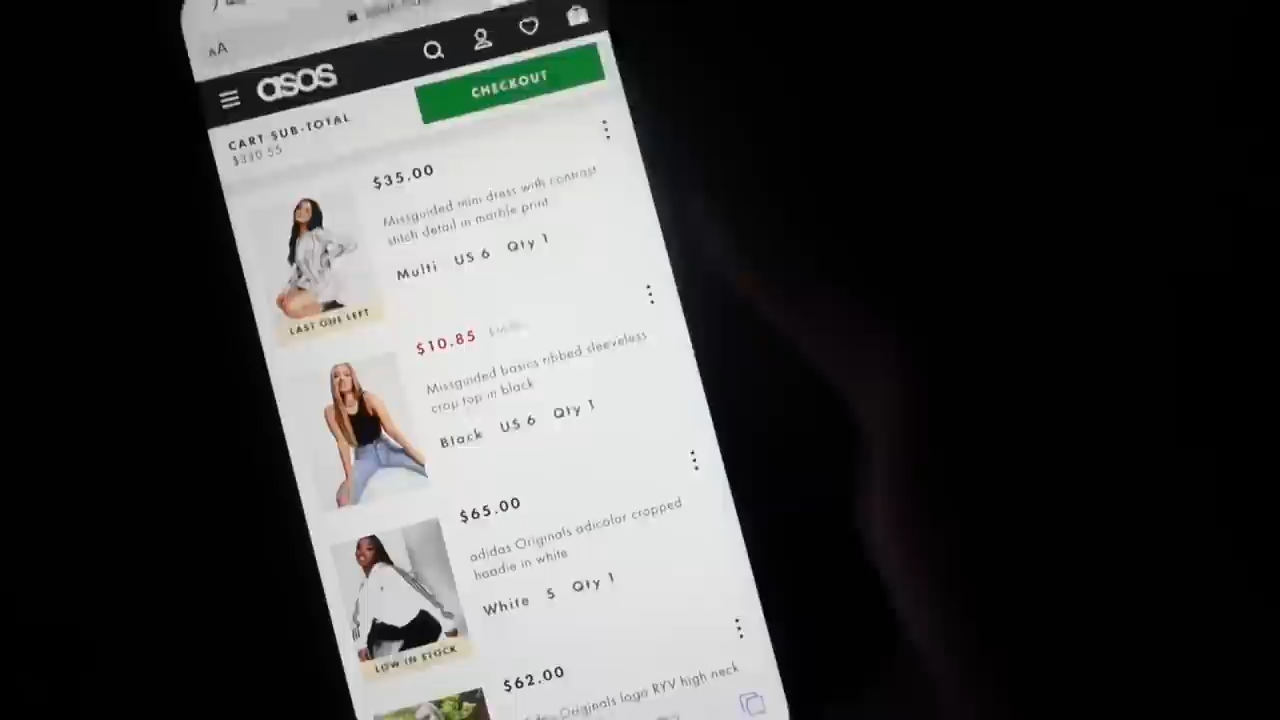 AA
asos
CHECKOUT
CART SUB-TOTAL
$330.55
$35.00
Missguided mini dress with contrast
stitch detail in marble print
Multi US 6 Qty 1
LAST ONE LEFT
$10.85
Missguided basics ribbed sleeveless
crop top in black
Black US 6 Qty 1
$65.00
adidas Originals adicolor cropped
hoodie in white
White S Qty 1
LOW IN STOCK
$62.00
Originals logo RYV high neck